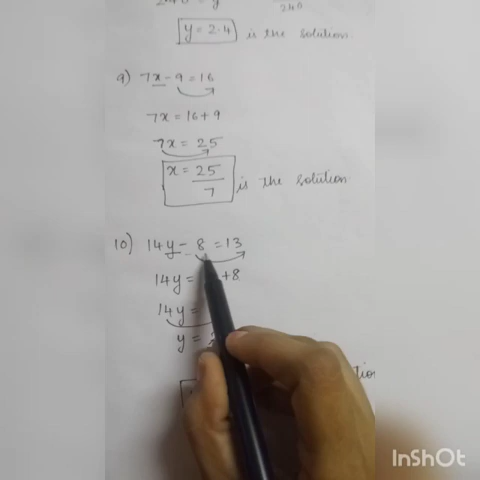 = y
240
y = 2.4 is the solution
9) 7x - 9 = 16
7x = 16 + 9
7x = 25
x = 25/7 is the solution
10) 14y - 8 = 13
14y = + 8
14y =
y =
InShOt